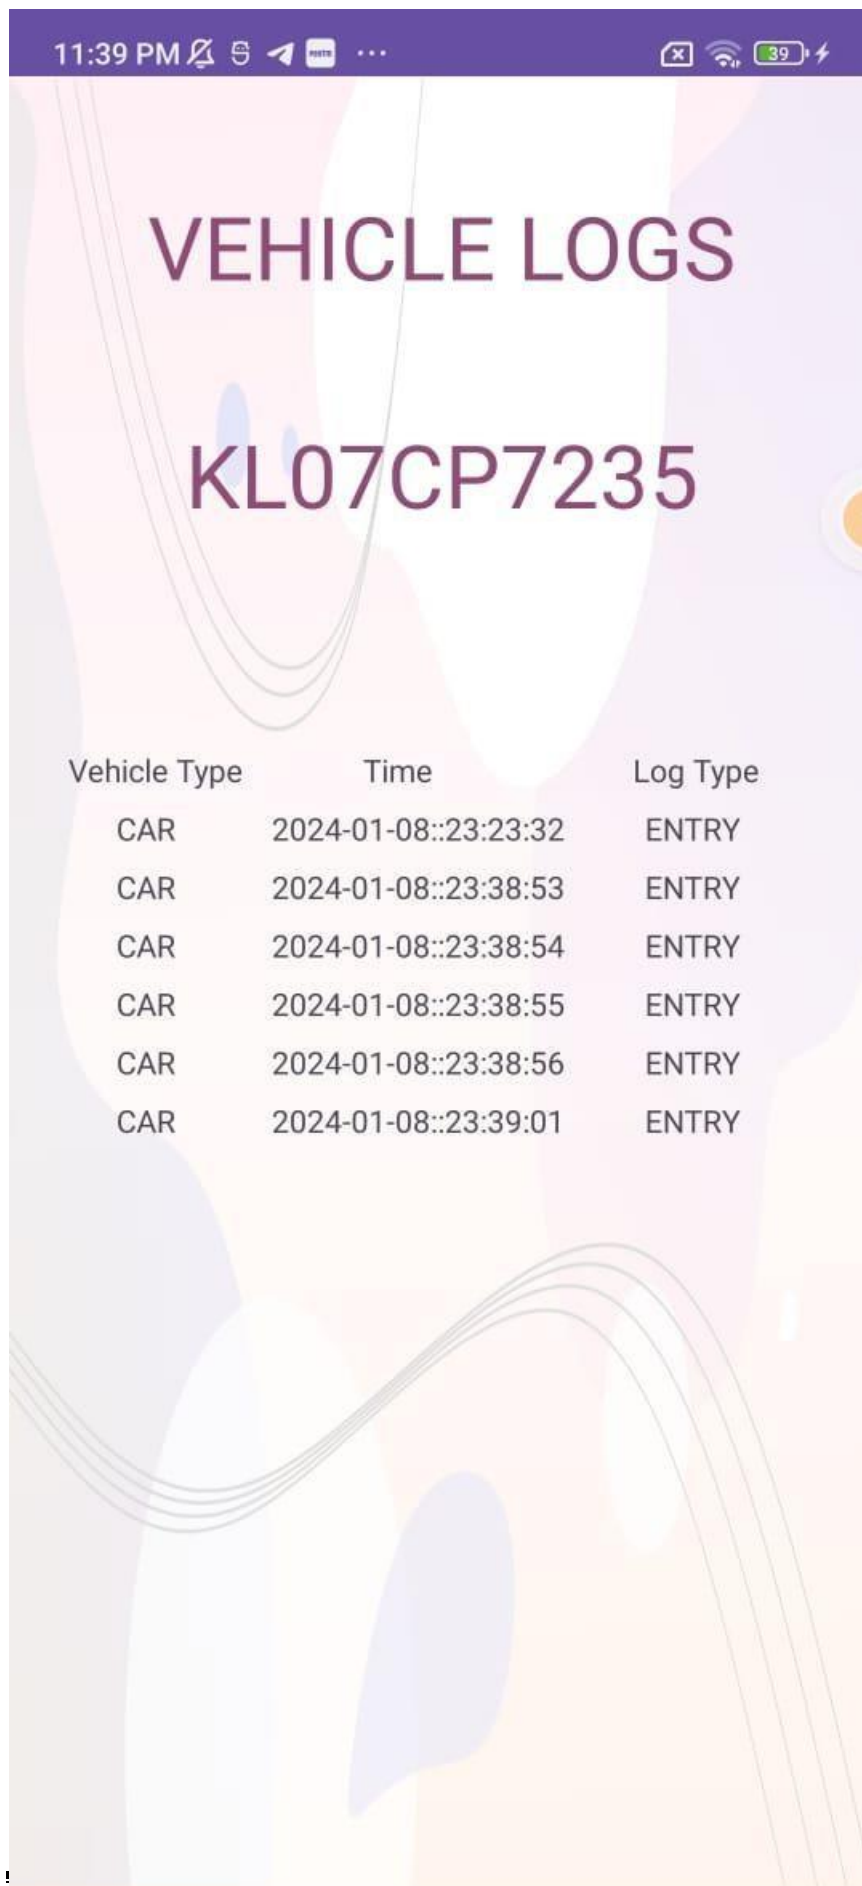 11:39 PM 39
VEHICLE LOGS
KL07CP7235
Vehicle Type Time Log Type
CAR 2024-01-08::23:23:32 ENTRY
CAR 2024-01-08::23:38:53 ENTRY
CAR 2024-01-08::23:38:54 ENTRY
CAR 2024-01-08::23:38:55 ENTRY
CAR 2024-01-08::23:38:56 ENTRY
CAR 2024-01-08::23:39:01 ENTRY